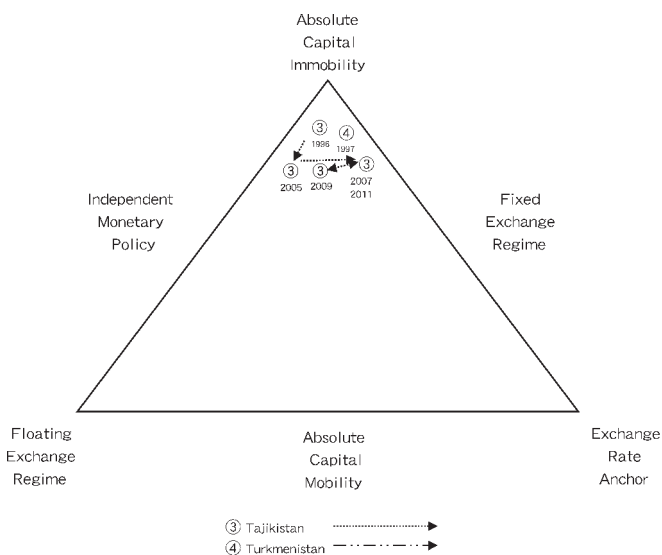 Absolute
Capital
Immobility
③ ④
1996 1997
③ ③ ③
2005 2009 2007
2011
Independent
Monetary
Policy
Fixed
Exchange
Regime
Floating
Exchange
Regime
Absolute
Capital
Mobility
Exchange
Rate
Anchor
③ Tajikistan
④ Turkmenistan